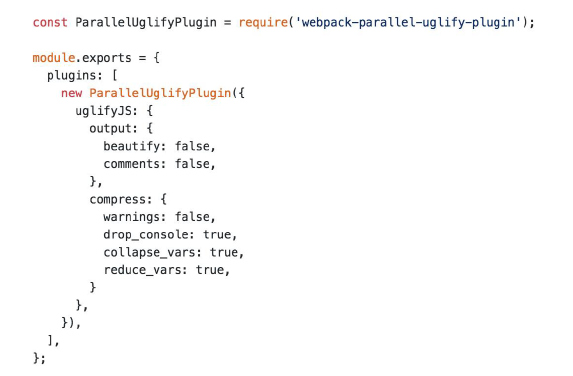 const ParallelUglifyPlugin = require('webpack-parallel-uglify-plugin');
module.exports = {
plugins: [
new ParallelUglifyPlugin({
uglifyJS: {
output: {
beautify: false,
comments: false,
},
compress: {
warnings: false,
drop_console: true,
collapse_vars: true,
reduce_vars: true,
}
},
}),
],
};